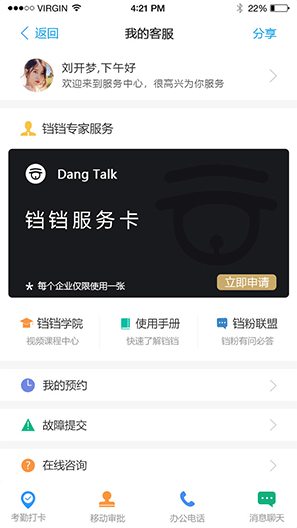 ●●●○○ VIRGIN 4:21 PM 22%
返回 我的客服 分享
刘开梦,下午好
欢迎来到服务中心，很高兴为你服务
铛铛专家服务
Dang Talk
铛铛服务卡
* 每个企业仅限使用一张 立即申请
铛铛学院 使用手册 铛粉联盟
视频课程中心 快速了解铛铛 铛粉有问必答
我的预约
故障提交
在线咨询
考勤打卡 移动审批 办公电话 消息聊天